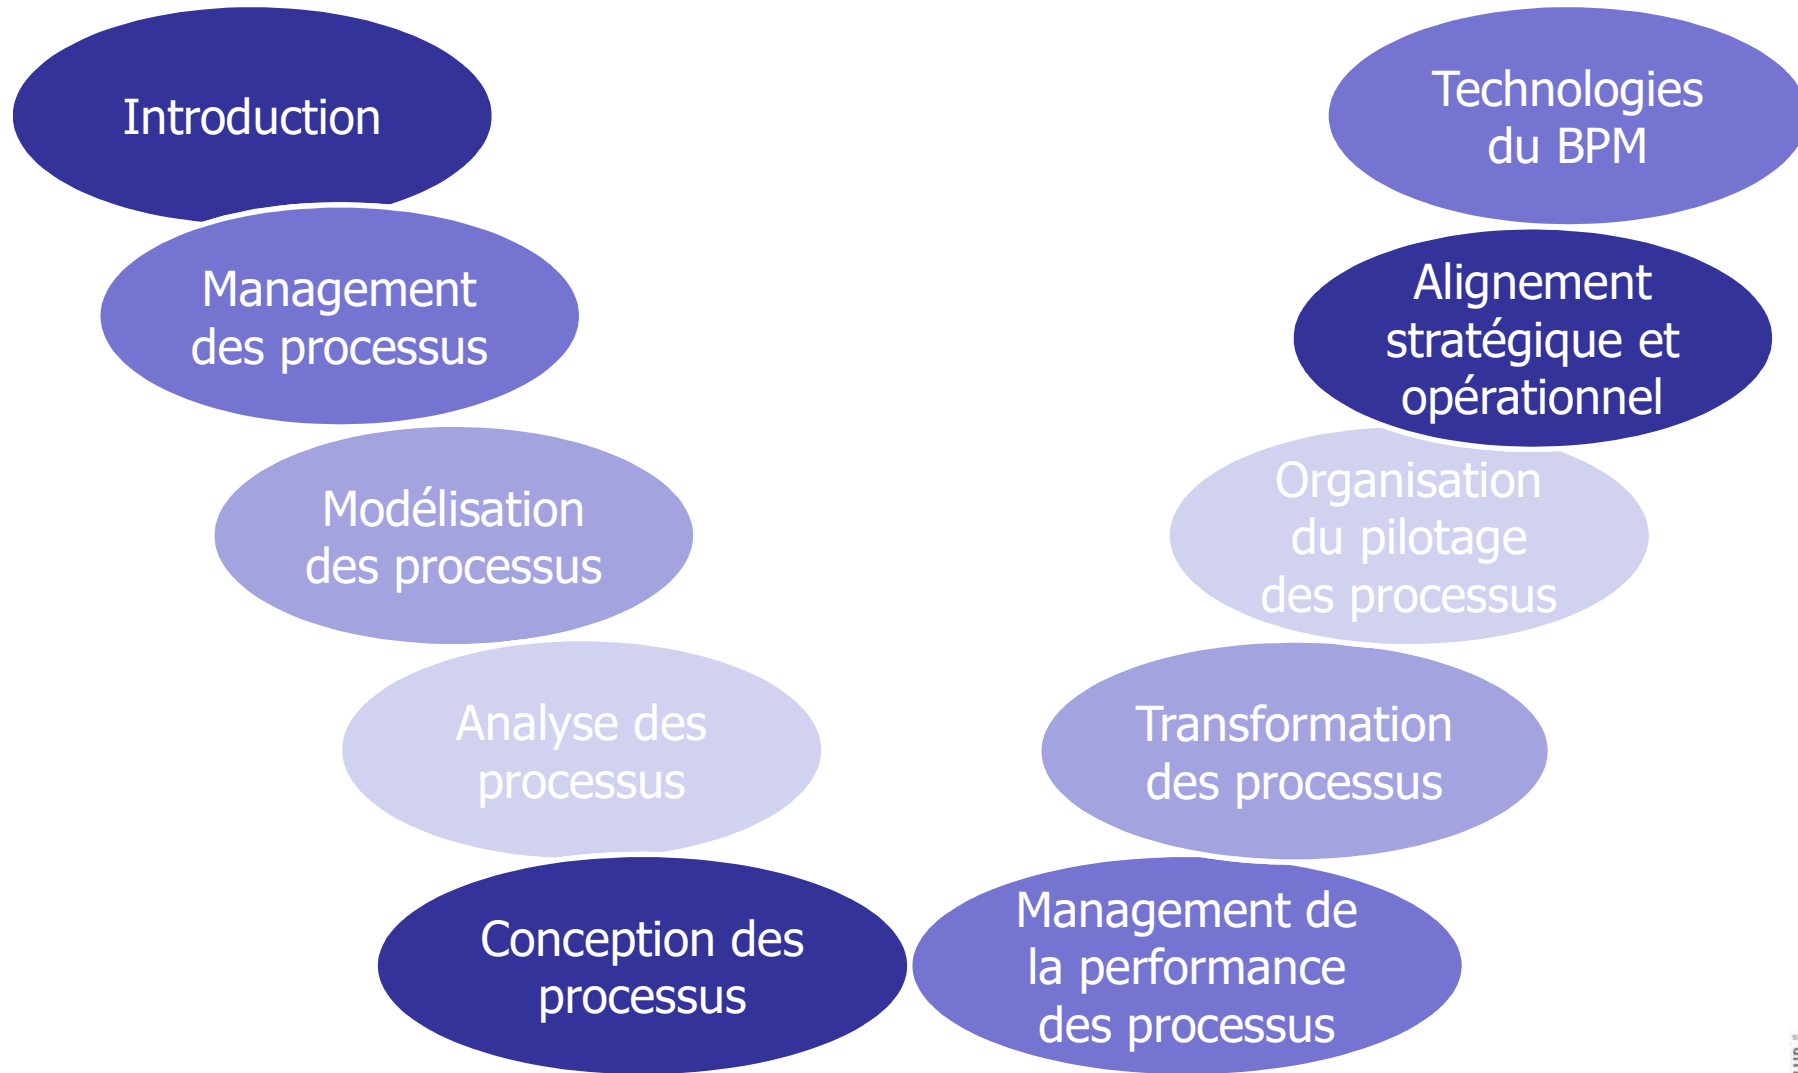 Introduction
Management
des processus
Modélisation
des processus
Analyse des
processus
Conception des
processus
Management de
la performance
des processus
Transformation
des processus
Organisation
du pilotage
des processus
Alignement
stratégique et
opérationnel
Technologies
du BPM